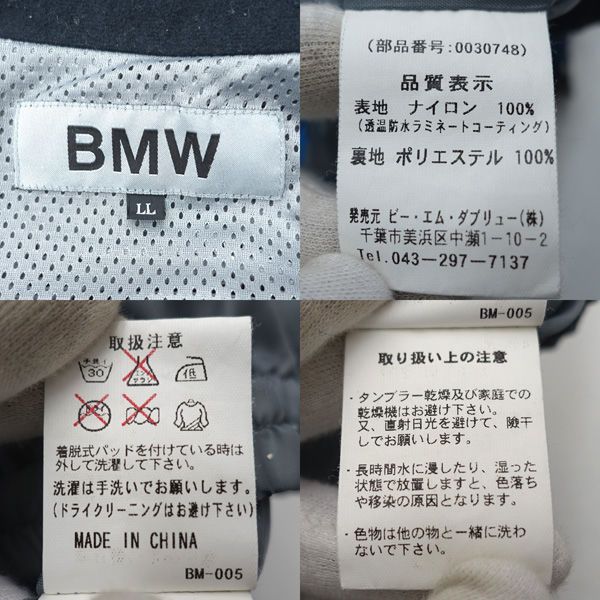 BMW
LL
(部品番号:0030748)
品質表示
表地 ナイロン 100%
(透温防水ラミネートコーティング)
裏地 ポリエステル 100%
発売元 ビー・エム・ダブリュー(株)
千葉市美浜区中瀬1-10-2
Tel.043-297-7137
取扱注意
手洗イ
30
エンソサラシ
低
着脱式パッドを付けている時は
外して洗濯して下さい。
洗濯は手洗いでお願いします。
(ドライクリーニングはお避け下さい)
MADE IN CHINA
BM-005
BM-005
取り扱い上の注意
・タンブラー乾燥及び家庭での
乾燥機はお避け下さい。
又、直射日光を避けて、陰干
しでお願いします。
・長時間水に浸したり、湿った
状態で放置しますと、色落ち
や移染の原因となります。
・色物は他の物と一緒に洗わ
ないで下さい。